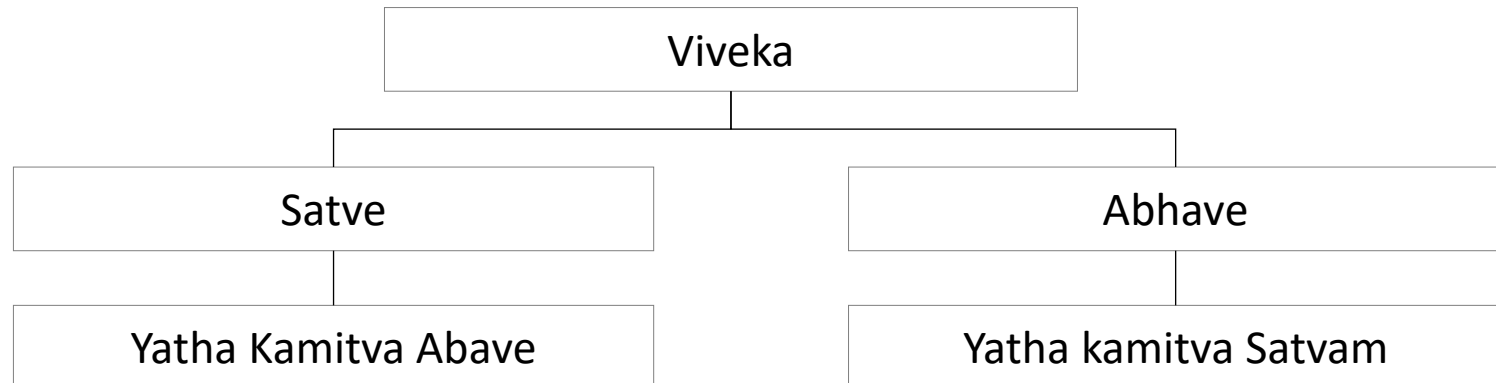 Viveka
Satve
Abhave
Yatha Kamitva Abave
Yatha kamitva Satvam